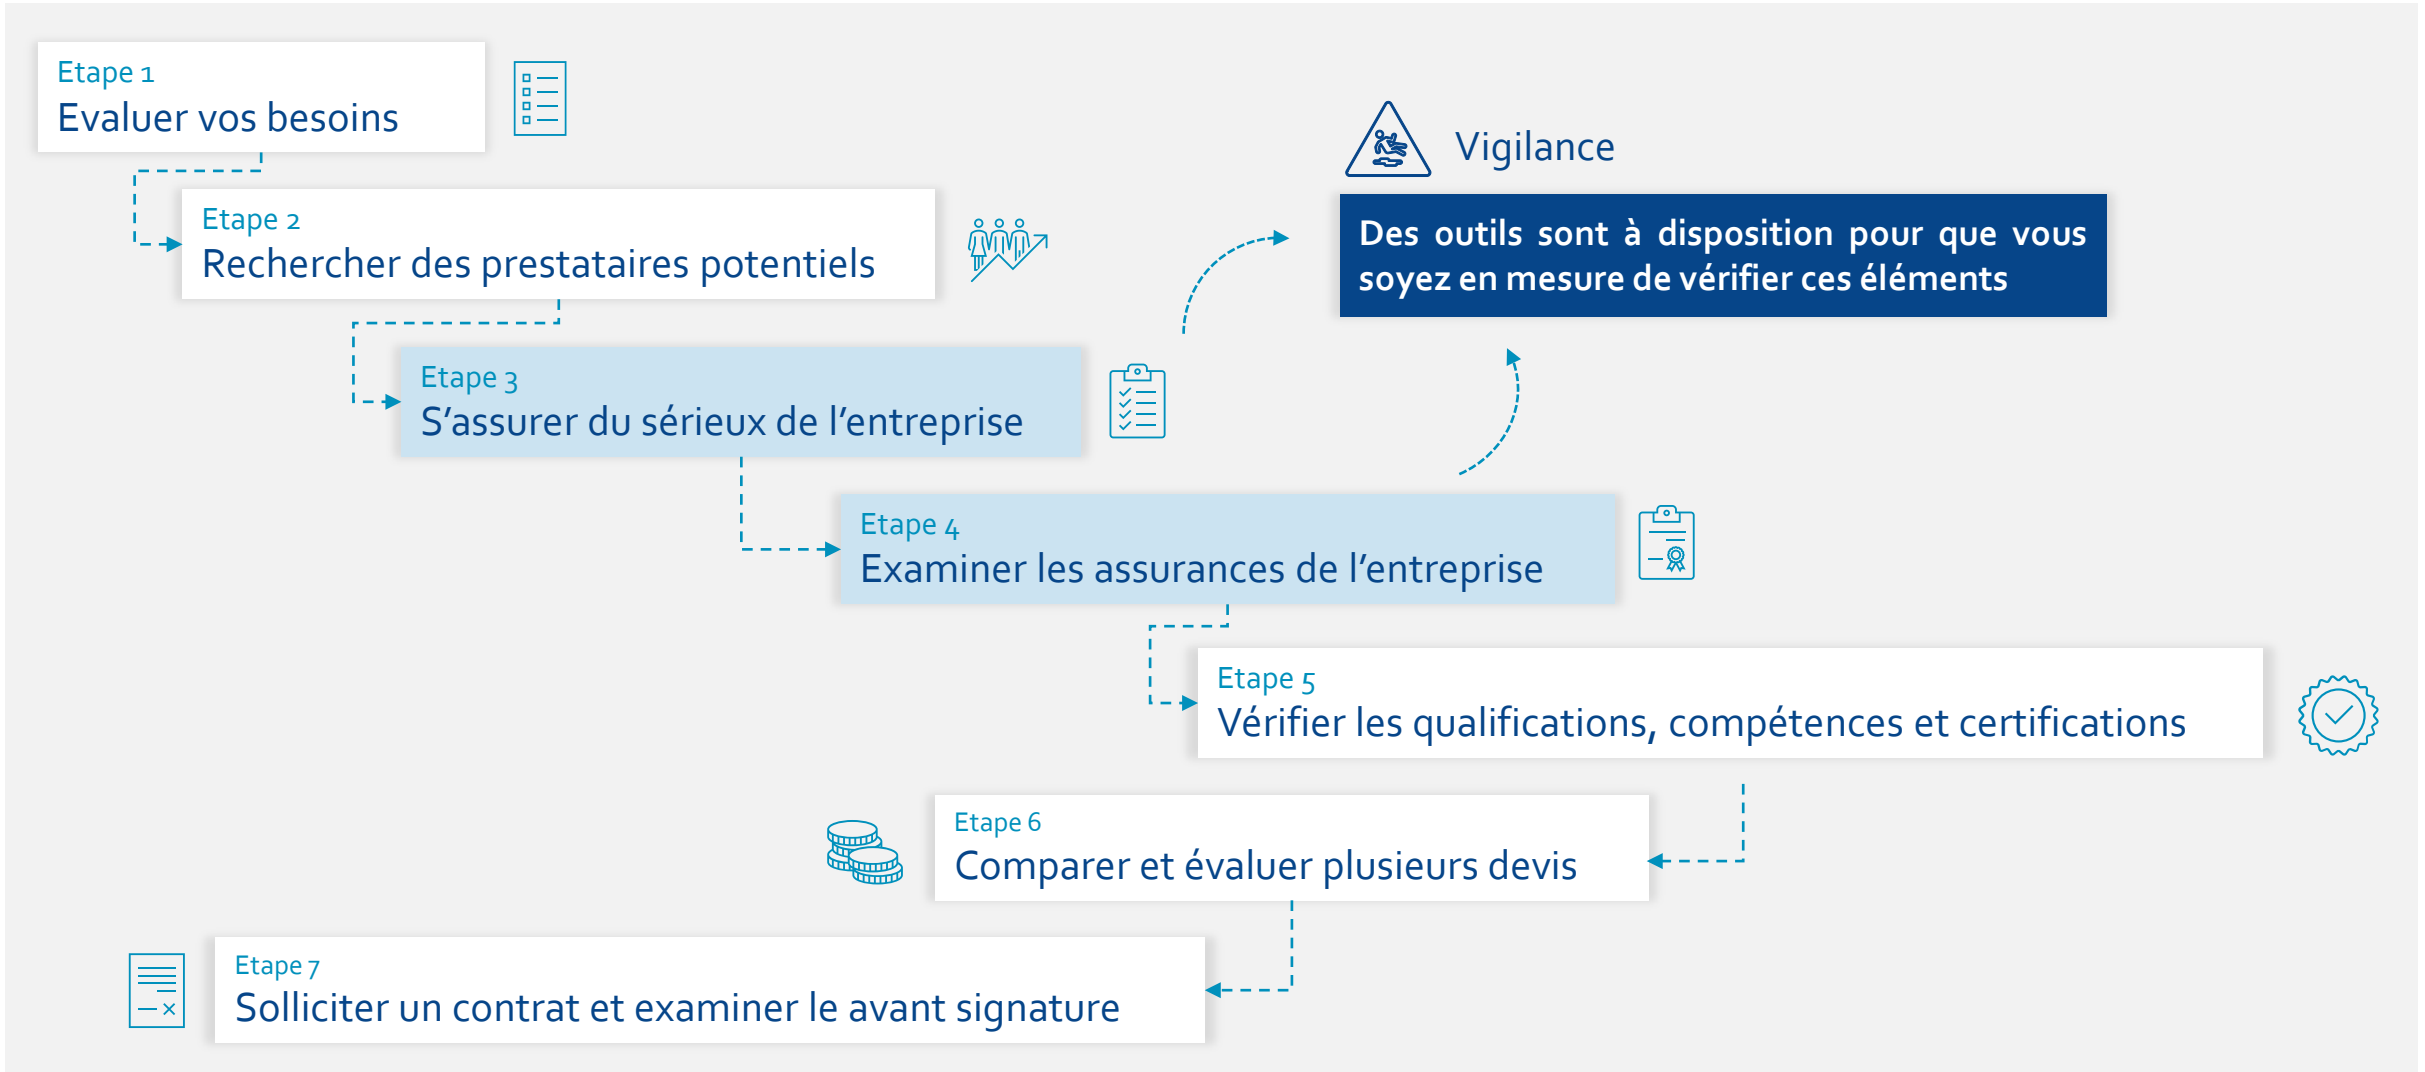 Etape 1
Evaluer vos besoins
Etape 2
Rechercher des prestataires potentiels
Vigilance
Des outils sont à disposition pour que vous
soyez en mesure de vérifier ces éléments
Etape 3
S’assurer du sérieux de l’entreprise
Etape 4
Examiner les assurances de l’entreprise
Etape 5
Vérifier les qualifications, compétences et certifications
Etape 6
Comparer et évaluer plusieurs devis
Etape 7
Solliciter un contrat et examiner le avant signature